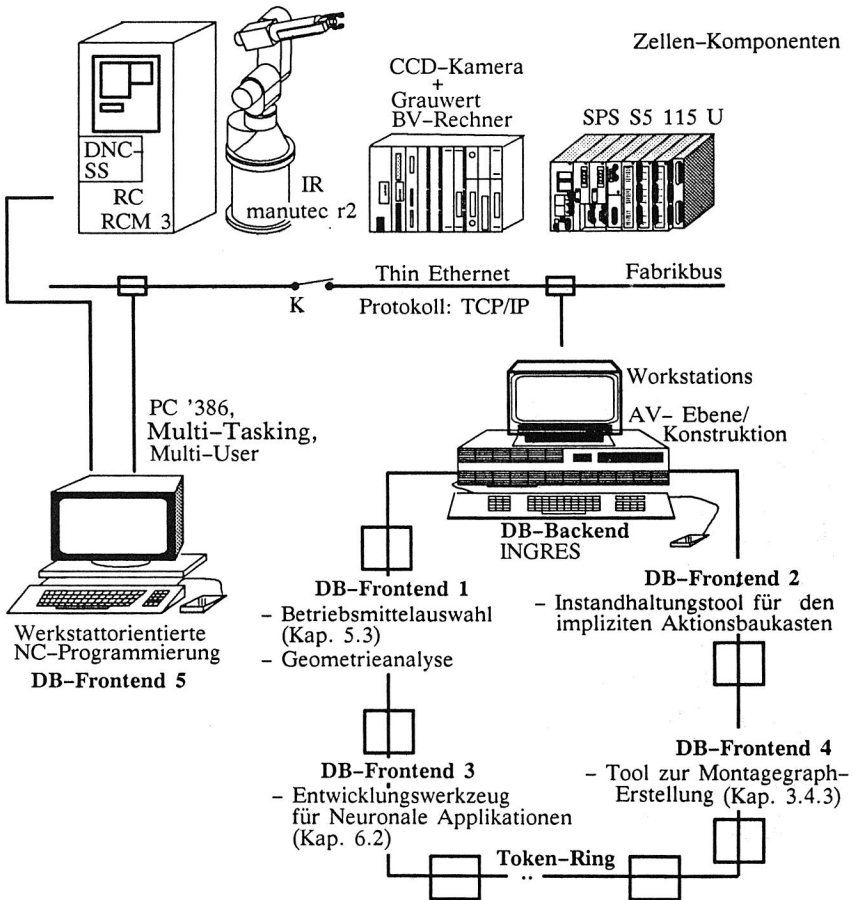 Zellen-Komponenten
CCD-Kamera
+
Grauwert
BV-Rechner
SPS S5 115 U
DNC-
SS
RC
RCM 3
IR
manutec r2
Thin Ethernet
Fabrikbus
K
Protokoll: TCP/IP
Workstations
AV- Ebene/
Konstruktion
PC '386,
Multi-Tasking,
Multi-User
DB-Backend
INGRES
DB-Frontend 1
- Betriebsmittelauswahl
(Kap. 5.3)
- Geometrieanalyse
DB-Frontend 2
- Instandhaltungstool für den
impliziten Aktionsbaukasten
Werkstattorientierte
NC-Programmierung
DB-Frontend 5
DB-Frontend 3
- Entwicklungswerkzeug
für Neuronale Applikationen
(Kap. 6.2)
DB-Frontend 4
- Tool zur Montagegraph-
Erstellung (Kap. 3.4.3)
Token-Ring
..